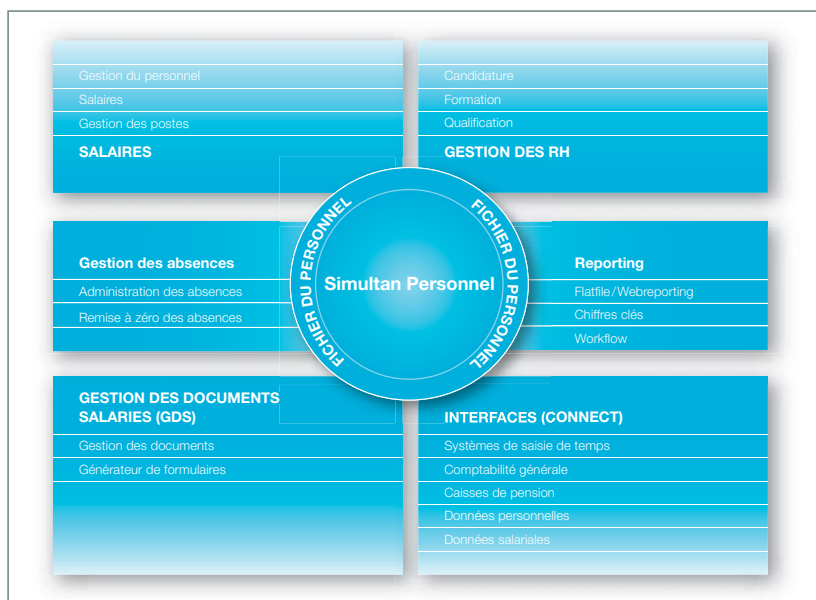 Gestion du personnel
Salaires
Gestion des postes
SALAIRES
Candidature
Formation
Qualification
GESTION DES RH
Gestion des absences
Administration des absences
Remise à zéro des absences
FICHIER DU PERSONNEL
Simultan Personnel
FICHIER DU PERSONNEL
Reporting
Flatfile/Webreporting
Chiffres clés
Workflow
GESTION DES DOCUMENTS
SALARIES (GDS)
Gestion des documents
Générateur de formulaires
INTERFACES (CONNECT)
Systèmes de saisie de temps
Comptabilité générale
Caisses de pension
Données personnelles
Données salariales